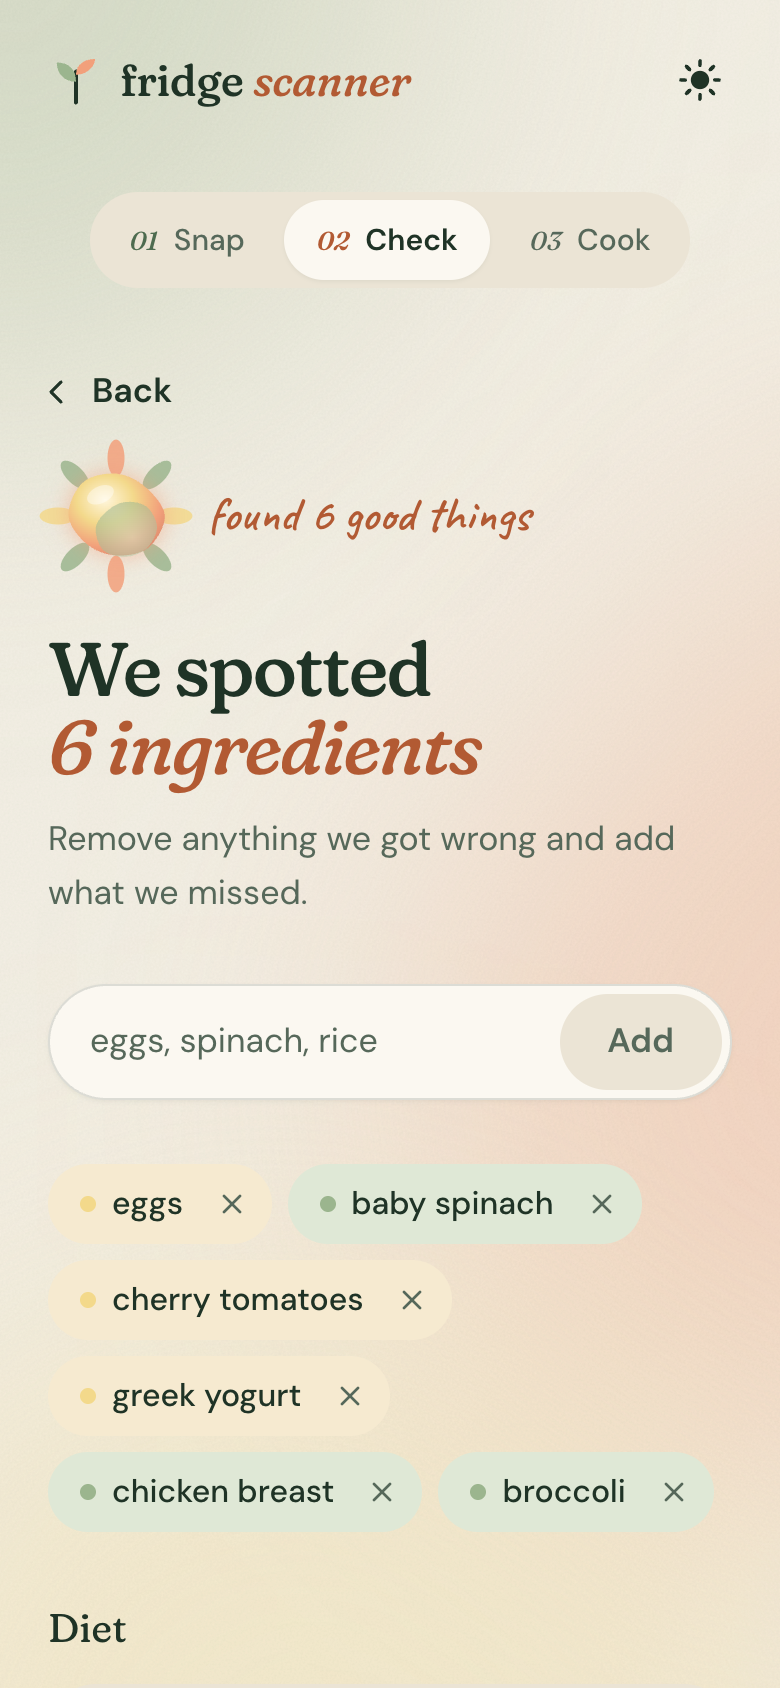 fridge scanner
01 Snap 02 Check 03 Cook
Back
found 6 good things
We spotted
6 ingredients
Remove anything we got wrong and add
what we missed.
eggs, spinach, rice Add
eggs baby spinach
cherry tomatoes
greek yogurt
chicken breast broccoli
Diet